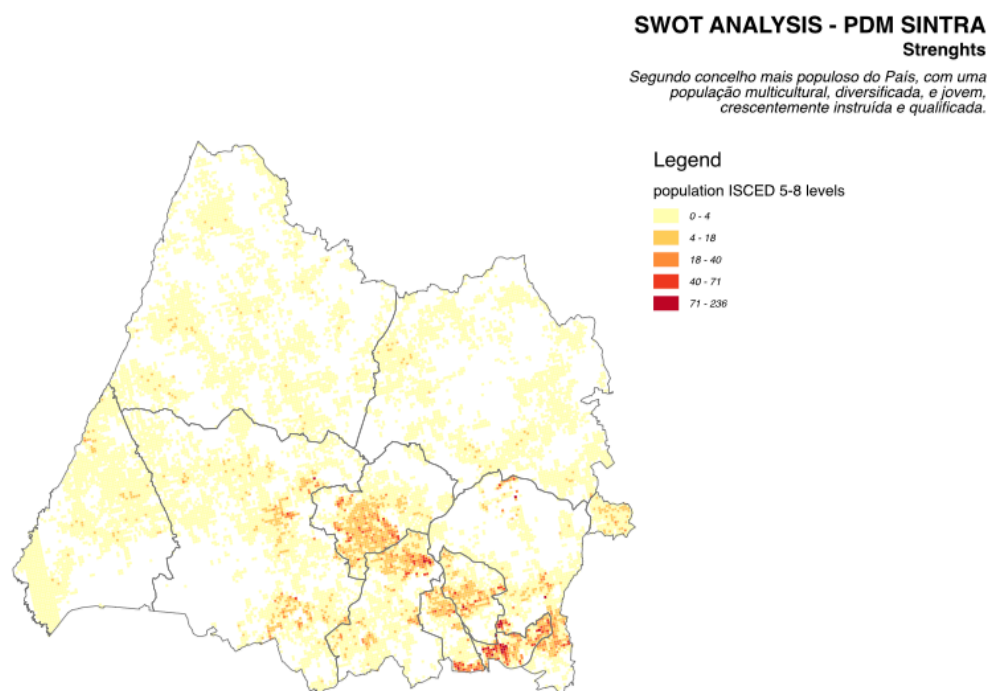 SWOT ANALYSIS - PDM SINTRA
Strenghts
Segundo concelho mais populoso do País, com uma
população multicultural, diversificada, e jovem,
crescentemente instruída e qualificada.
Legend
population ISCED 5-8 levels
0 - 4
4 - 18
18 - 40
40 - 71
71 - 236